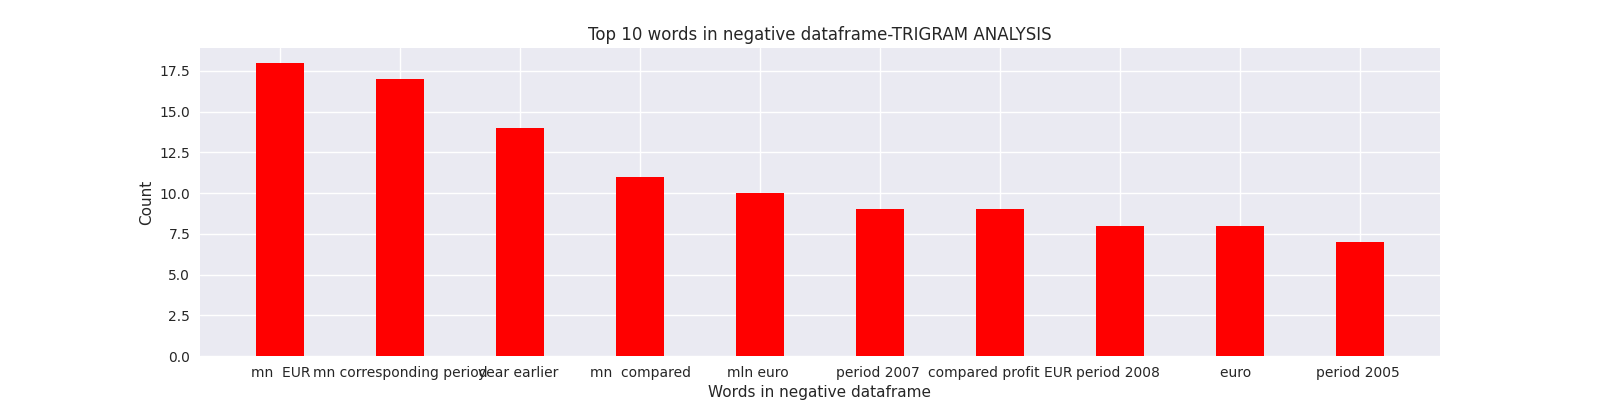 Top 10 words in negative dataframe-TRIGRAM ANALYSIS
17.5
15.0
12.5
10.0
7.5
5.0
2.5
0.0
Count
mn  EUR mn corresponding period year earlier mn  compared mln euro period 2007 compared profit EUR period 2008 euro period 2005
Words in negative dataframe